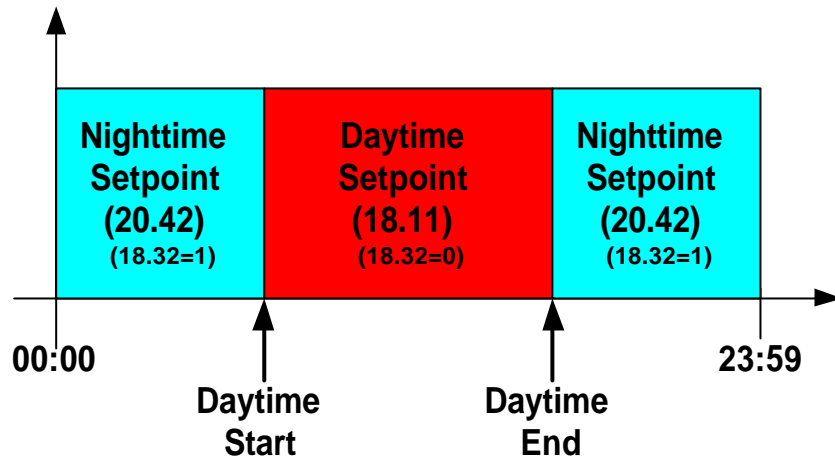 Nighttime
Setpoint
(20.42)
(18.32=1)
Daytime
Setpoint
(18.11)
(18.32=0)
Nighttime
Setpoint
(20.42)
(18.32=1)
00:00
23:59
Daytime
Start
Daytime
End